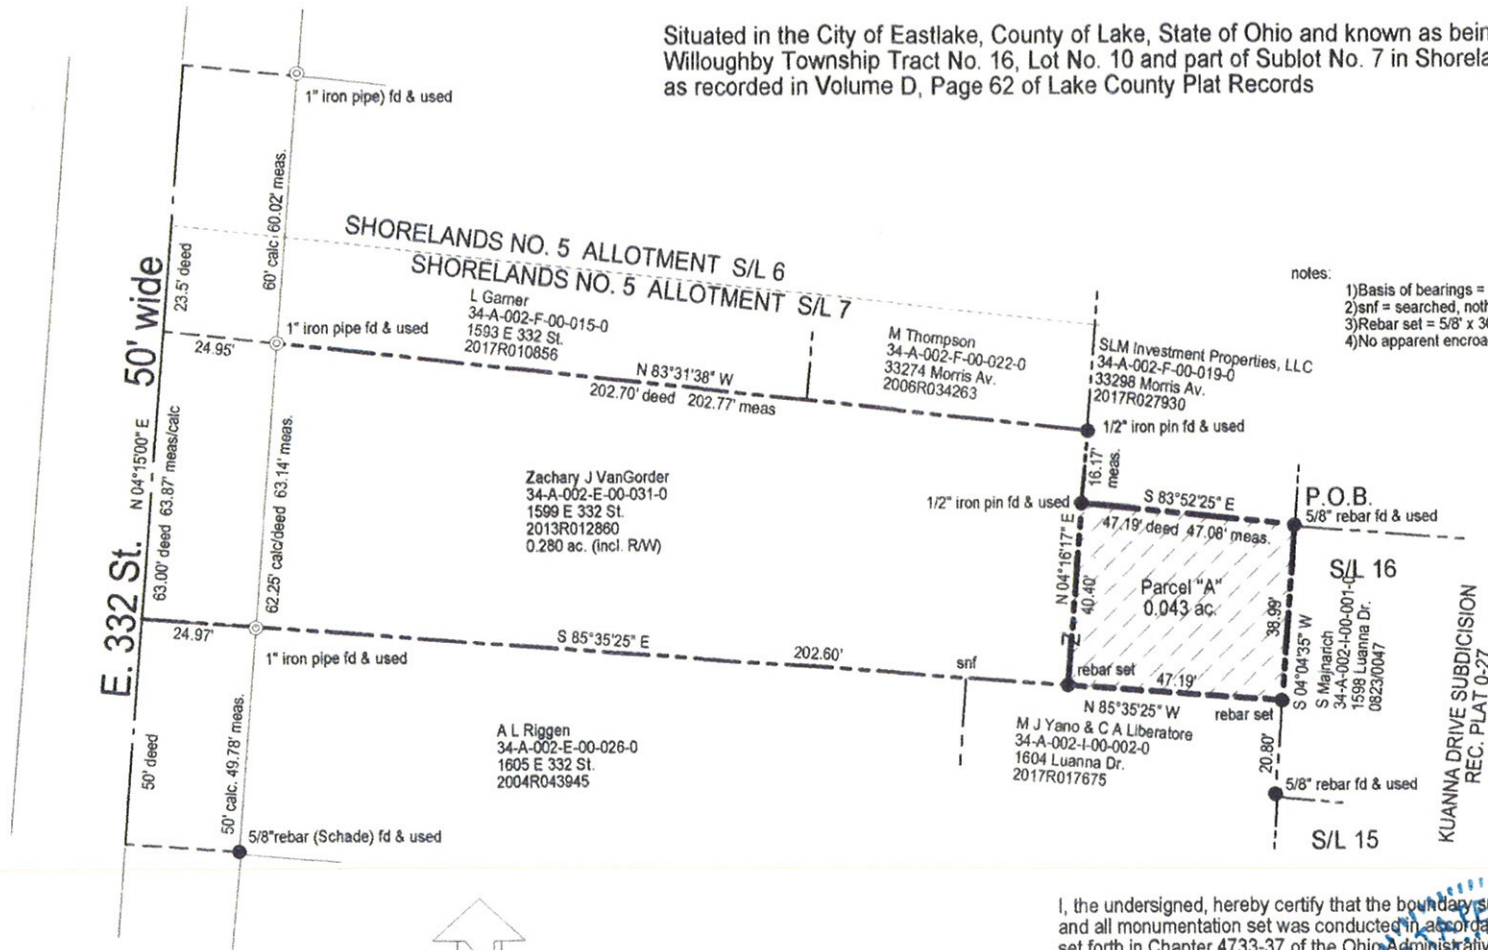 Situated in the City of Eastlake, County of Lake, State of Ohio and known as
Willoughby Township Tract No. 16, Lot No. 10 and part of Sublot No. 7 in
as recorded in Volume D, Page 62 of Lake County Plat Records
1" iron pipe) fd & used
60' calc. 60.02' meas.
23.5' deed
SHORELANDS NO. 5 ALLOTMENT S/L 6
SHORELANDS NO. 5 ALLOTMENT S/L 7
notes:
1)Basis of bearings =
2)snf = searched,
3)Rebar set = 5/8' x
4)No apparent
50' wide
E. 332 St.
N 04°15'00" E
63.00' deed 63.87' meas/calc
24.95'
1" iron pipe fd & used
L Garner
34-A-002-F-00-015-0
1593 E 332 St.
2017R010856
N 83°31'38" W
202.70' deed 202.77' meas
M Thompson
34-A-002-F-00-022-0
33274 Morris Av.
2006R034263
SLM Investment Properties, LLC
34-A-002-F-00-019-0
33298 Morris Av.
2017R027930
1/2" iron pin fd & used
16.17'
meas.
62.25' calc/deed 63.14' meas.
Zachary J VanGorder
34-A-002-E-00-031-0
1599 E 332 St.
2013R012860
0.280 ac. (incl. R/W)
1/2" iron pin fd & used
S 83°52'25" E
47.19' deed 47.08' meas.
P.O.B.
5/8" rebar fd & used
S/L 16
N 04°16'17" E
40.40'
Z
Parcel "A"
0.043 ac.
38.99'
S 04°04'35" W
S Majnarich
34-A-002-I-00-001-0
1598 Luanna Dr.
0823/0047
KUANNA DRIVE SUBDICISION
REC. PLAT 0-27
24.97'
1" iron pipe fd & used
S 85°35'25" E
202.60'
snf
rebar set
47.19'
N 85°35'25" W
rebar set
A L Riggen
34-A-002-E-00-026-0
1605 E 332 St.
2004R043945
M J Yano & C A Liberatore
34-A-002-I-00-002-0
1604 Luanna Dr.
2017R017675
20.80'
5/8" rebar fd & used
S/L 15
50' deed
50' calc. 49.78' meas.
5/8"rebar (Schade) fd & used
I, the undersigned, hereby certify that the boundary
and all monumentation set was conducted in
set forth in Chapter 4733-37 of the Ohio